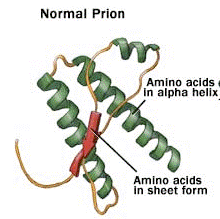 Normal Prion
Amino acids
in alpha helix
Amino acids
in sheet form